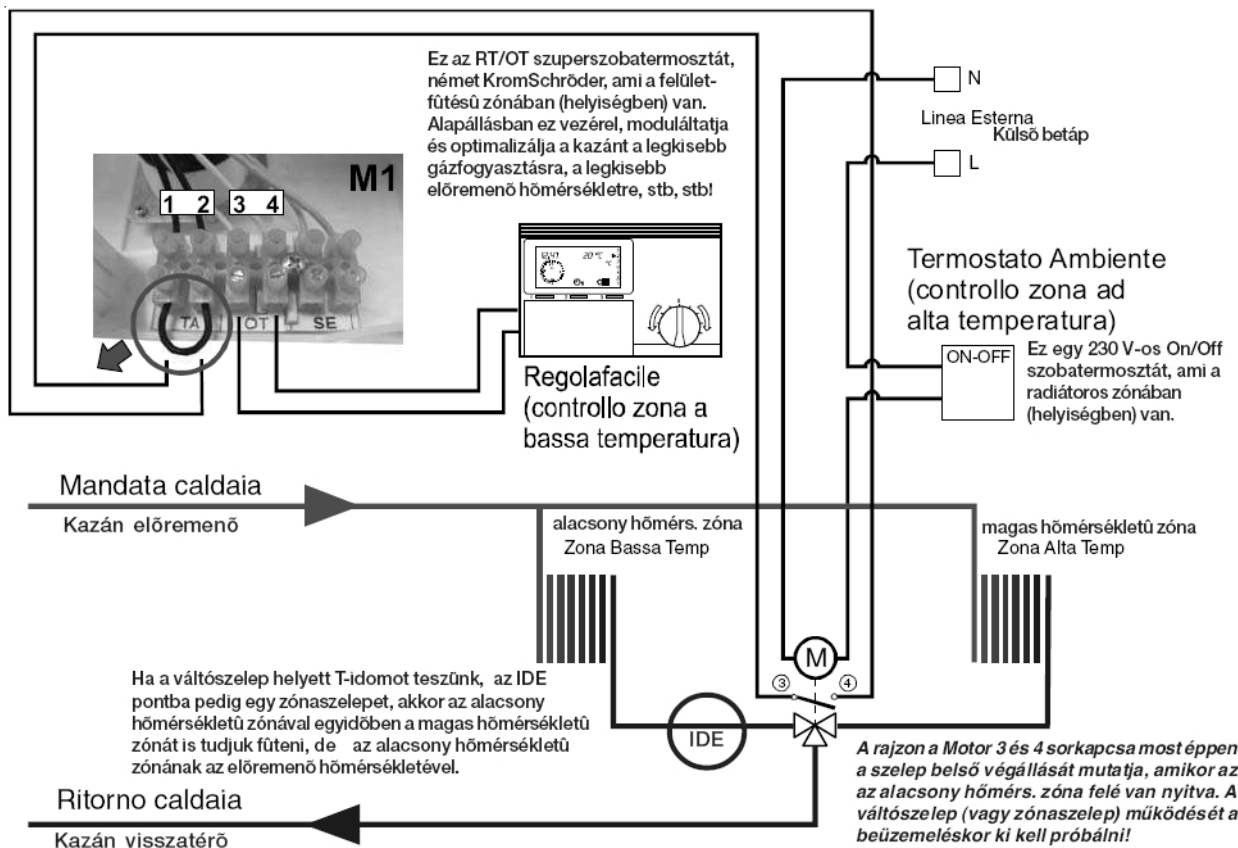 Ez az RT/OT szuperszobatermosztát,
német KromSchröder, ami a felület-
fûtésû zónában (helyiségben) van.
Alapállásban ez vezérel, moduláltatja
és optimalizálja a kazánt a legkisebb
gázfogyasztásra, a legkisebb
elõremenõ hõmérsékletre, stb, stb!
N
Linea Esterna
Külsõ betáp
L
M1
1 2 3 4
TA OT SE
12:41 20 °C
°C
Regolafacile
(controllo zona a
bassa temperatura)
Termostato Ambiente
(controllo zona ad
alta temperatura)
ON-OFF
Ez egy 230 V-os On/Off
szobatermosztát, ami a
radiátoros zónában
(helyiségben) van.
Mandata caldaia
Kazán elõremenõ
alacsony hõmérs. zóna
Zona Bassa Temp
magas hõmérsékletû zóna
Zona Alta Temp
M
3
4
IDE
Ha a váltószelep helyett T-idomot teszünk, az IDE
pontba pedig egy zónaszelepet, akkor az alacsony
hõmérsékletû zónával egyidõben a magas hõmérsékletû
zónát is tudjuk fûteni, de az alacsony hõmérsékletû
zónának az elõremenõ hõmérsékletével.
A rajzon a Motor 3 és 4 sorkapcsa most éppen
a szelep belső végállását mutatja, amikor az
az alacsony hőmérs. zóna felé van nyitva. A
váltószelep (vagy zónaszelep) működését a
beüzemeléskor ki kell próbálni!
Ritorno caldaia
Kazán visszatérõ